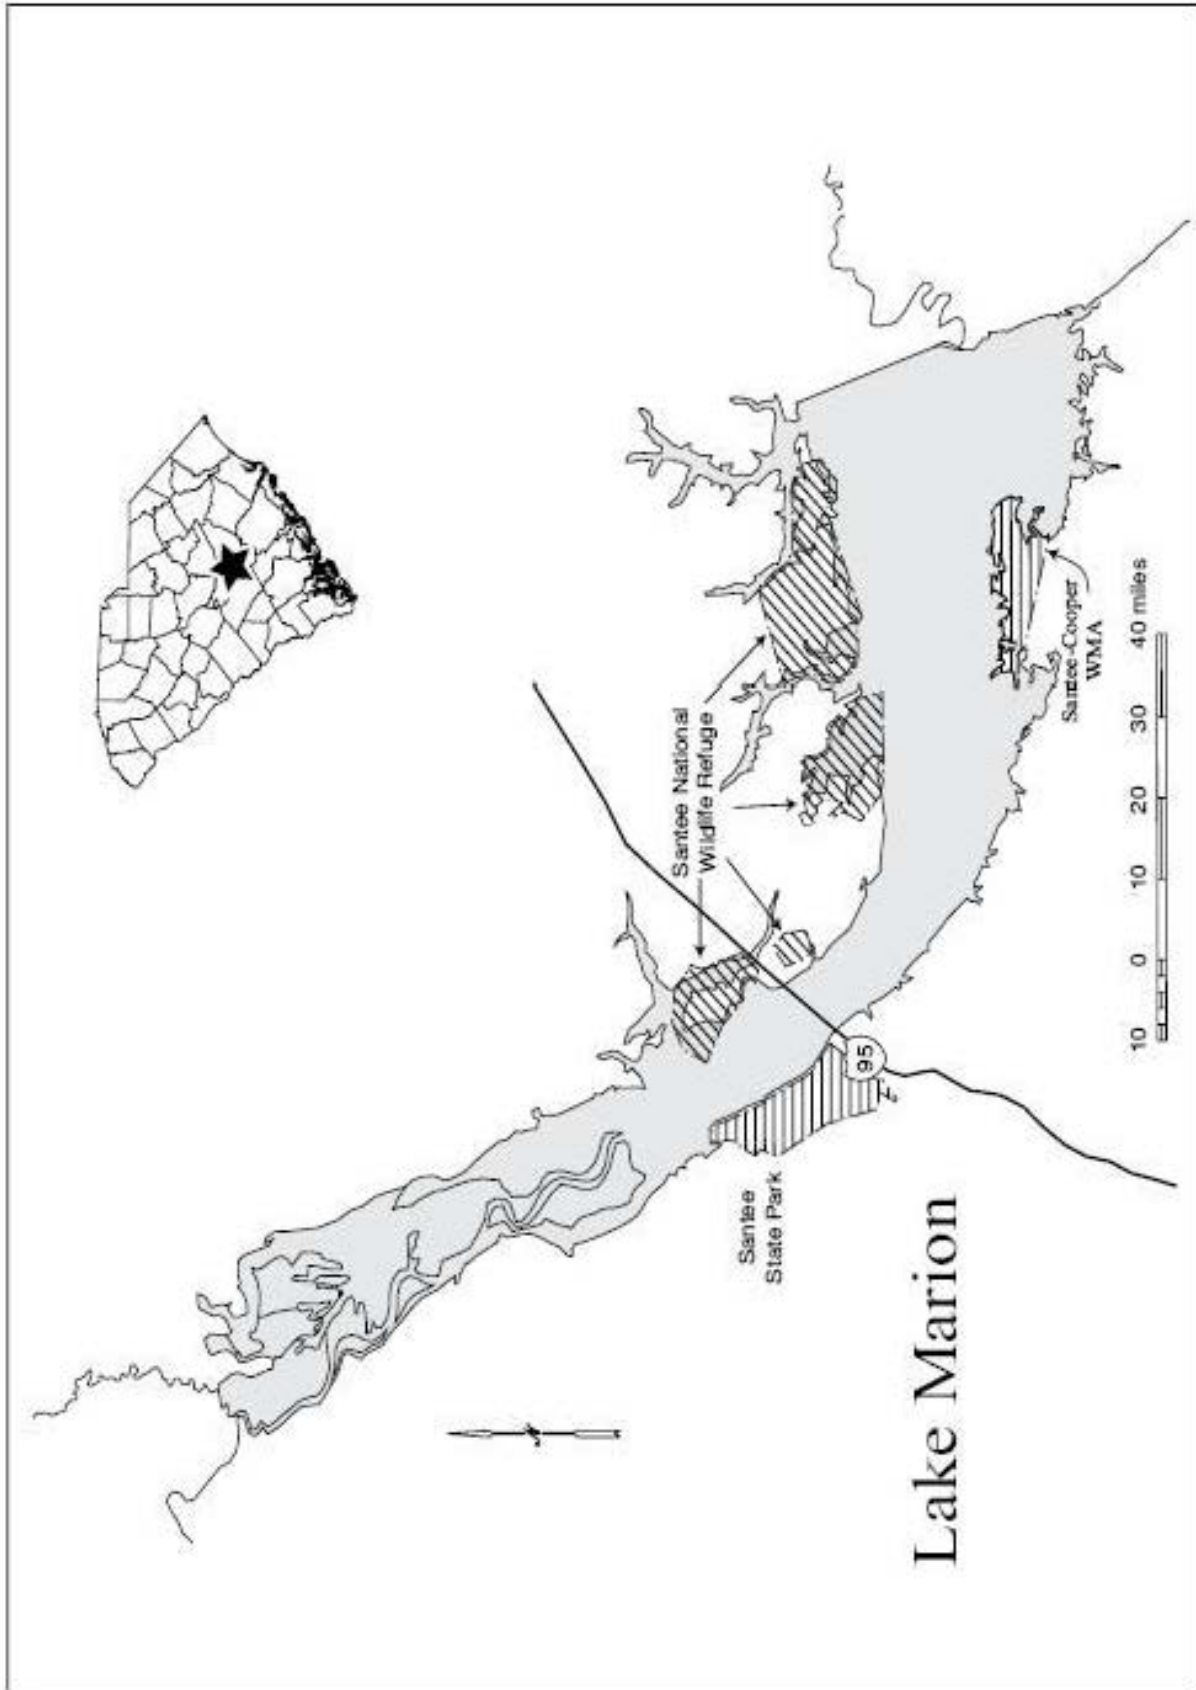 Santee National
Wildlife Refuge
95
Santee
State Park
Santee-Cooper
WMA
Lake Marion
10 0 10 20 30 40 miles